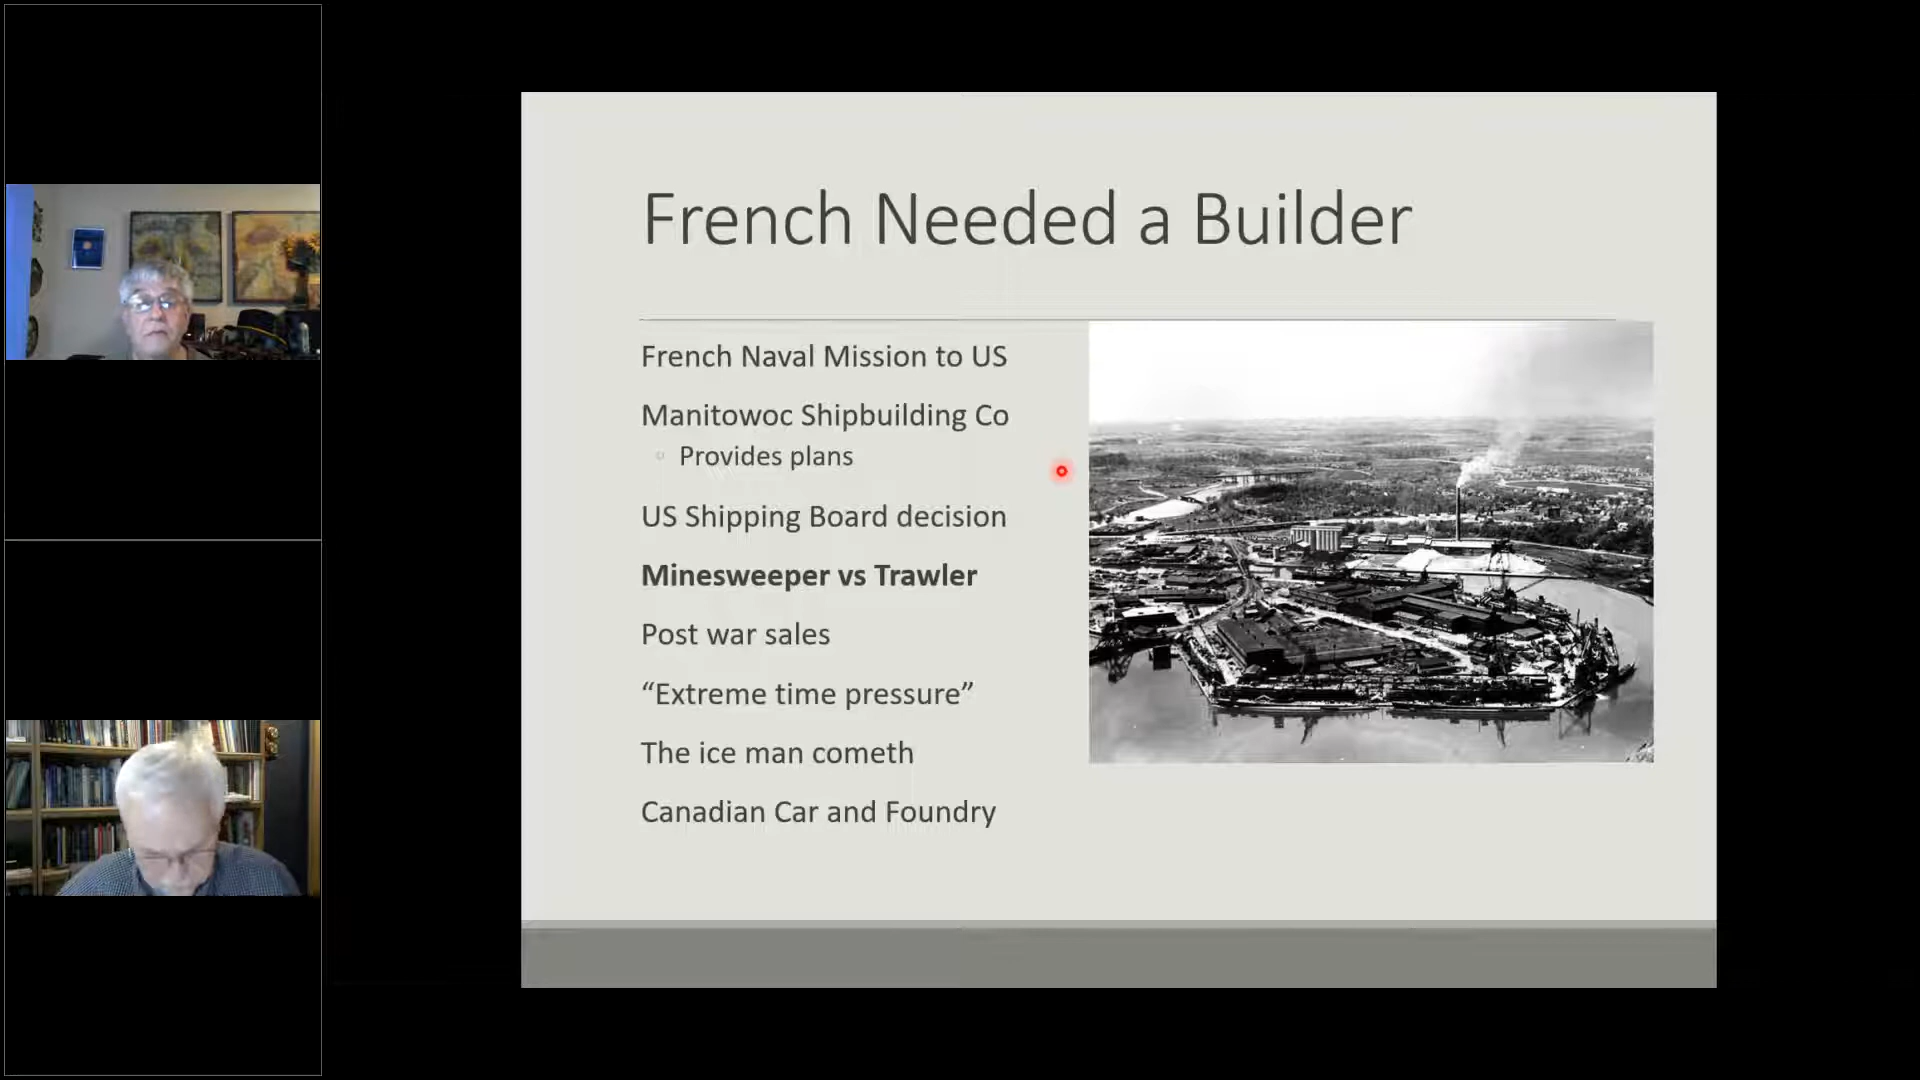 French Needed a Builder
French Naval Mission to US
Manitowoc Shipbuilding Co
Provides plans
US Shipping Board decision
Minesweeper vs Trawler
Post war sales
“Extreme time pressure”
The ice man cometh
Canadian Car and Foundry